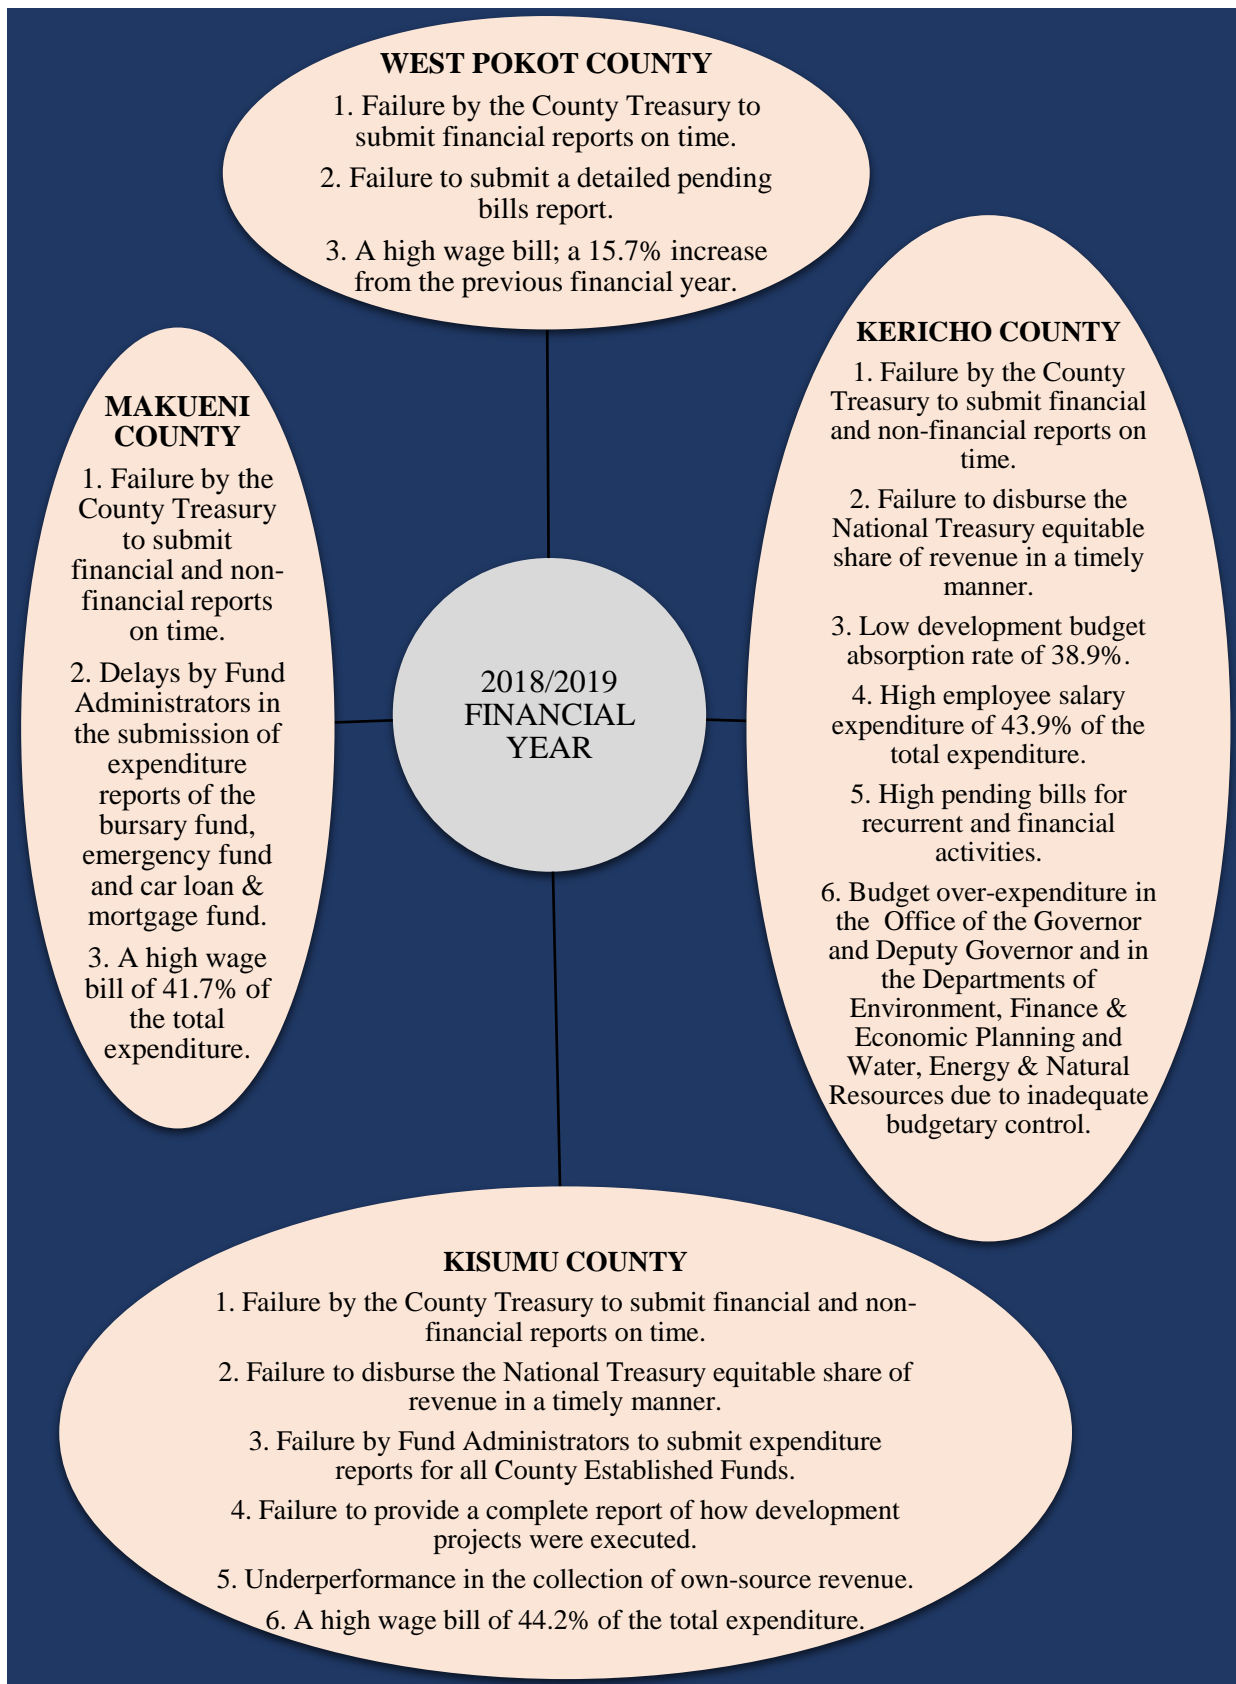 WEST POKOT COUNTY
1. Failure by the County Treasury to
submit financial reports on time.
2. Failure to submit a detailed pending
bills report.
3. A high wage bill; a 15.7% increase
from the previous financial year.
KERICHO COUNTY
1. Failure by the County
Treasury to submit financial
and non-financial reports on
time.
2. Failure to disburse the
National Treasury equitable
share of revenue in a timely
manner.
3. Low development budget
absorption rate of 38.9%.
4. High employee salary
expenditure of 43.9% of the
total expenditure.
5. High pending bills for
recurrent and financial
activities.
6. Budget over-expenditure in
the Office of the Governor
and Deputy Governor and in
the Departments of
Environment, Finance &
Economic Planning and
Water, Energy & Natural
Resources due to inadequate
budgetary control.
MAKUENI
COUNTY
1. Failure by the
County Treasury
to submit
financial and non-
financial reports
on time.
2. Delays by Fund
Administrators in
the submission of
expenditure
reports of the
bursary fund,
emergency fund
and car loan &
mortgage fund.
3. A high wage
bill of 41.7% of
the total
expenditure.
2018/2019
FINANCIAL
YEAR
KISUMU COUNTY
1. Failure by the County Treasury to submit financial and non-
financial reports on time.
2. Failure to disburse the National Treasury equitable share of
revenue in a timely manner.
3. Failure by Fund Administrators to submit expenditure
reports for all County Established Funds.
4. Failure to provide a complete report of how development
projects were executed.
5. Underperformance in the collection of own-source revenue.
6. A high wage bill of 44.2% of the total expenditure.